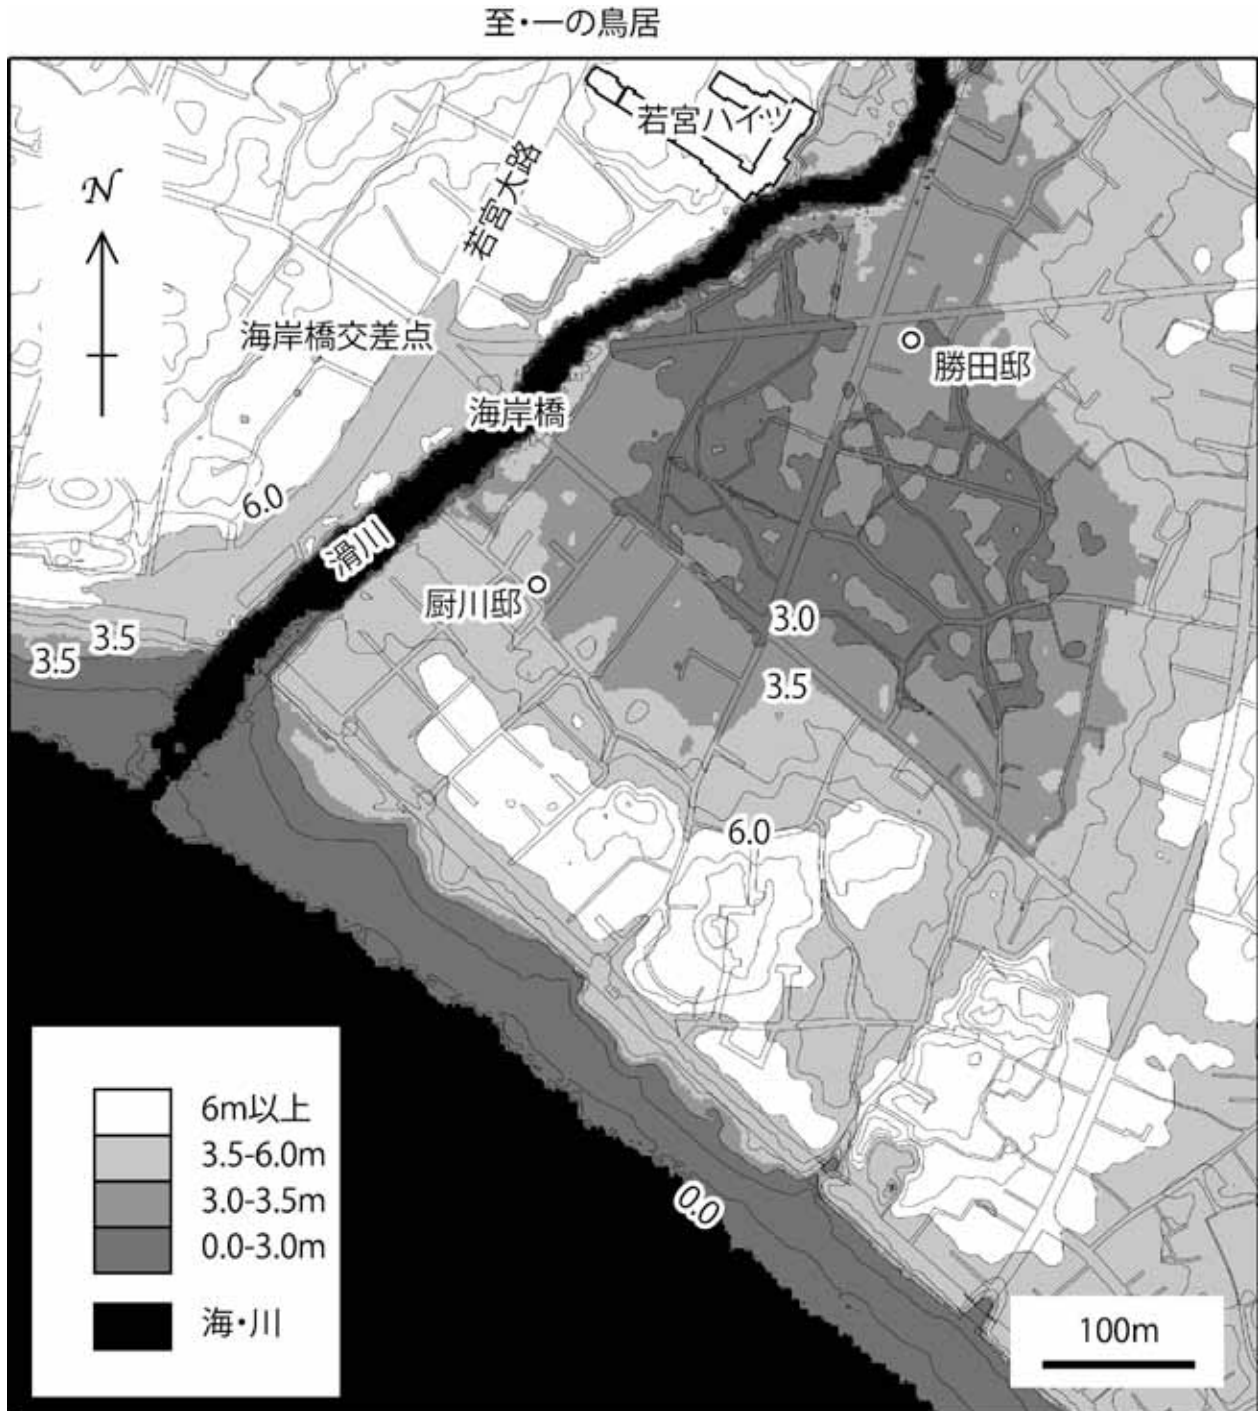 至・一の鳥居
若宮ハイツ
N
若宮大路
海岸橋交差点
勝田邸
海岸橋
6.0
滑川
厨川邸
3.0
3.5
3.5
3.5
6.0
0.0
6m以上
3.5-6.0m
3.0-3.5m
0.0-3.0m
海・川
100m